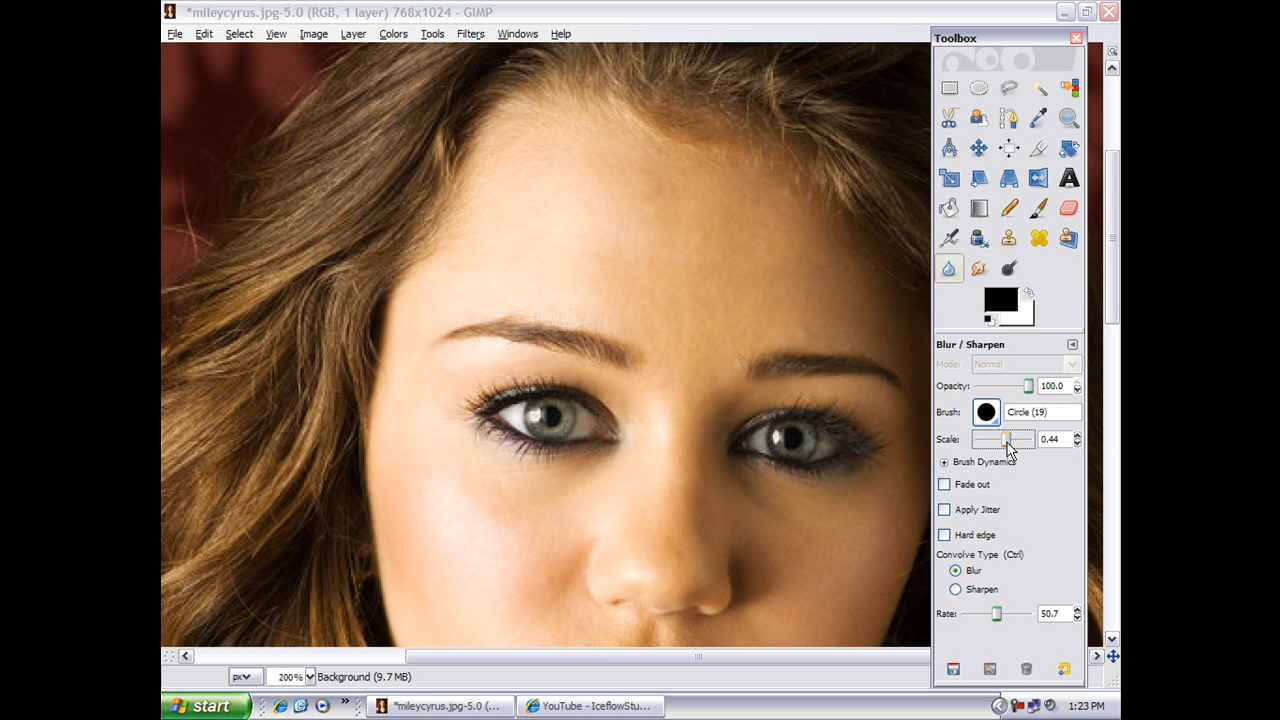 *mileycyrus.jpg-5.0 (RGB, 1 layer) 768x1024 - GIMP
File Edit Select View Image Layer Colors Tools Filters Windows Help
Toolbox
Blur / Sharpen
Mode: Normal
Opacity: 100.0
Brush: Circle (19)
Scale: 0.44
Brush Dynamics
Fade out
Apply Jitter
Hard edge
Convolve Type (Ctrl)
Blur
Sharpen
Rate: 50.7
px 200% Background (9.7 MB)
start » *mileycyrus.jpg-5.0 (... YouTube - IceflowStu... 1:23 PM